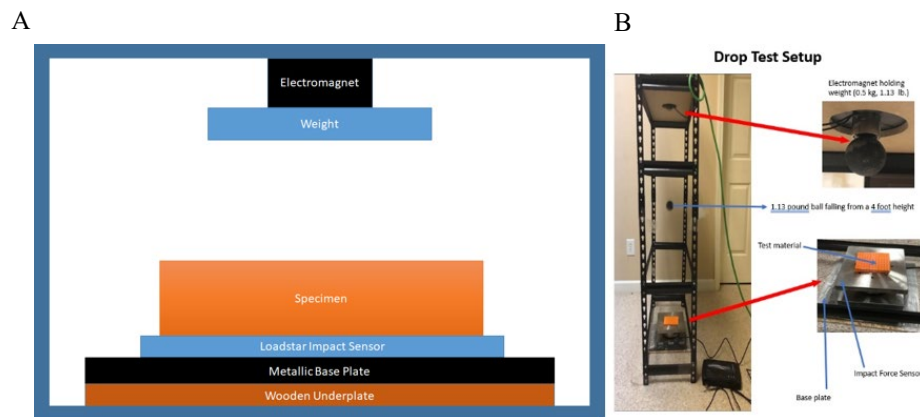 A
Electromagnet
Weight
Specimen
Loadstar Impact Sensor
Metallic Base Plate
Wooden Underplate
B
Drop Test Setup
Electromagnet holding
weight (0.5 kg, 1.13 lb.)
1.13 pound ball falling from a 4 foot height
Test material
Impact Force Sensor
Base plate